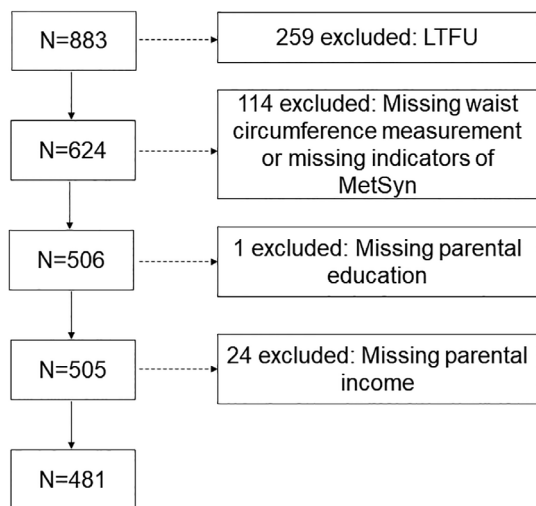 N=883
259 excluded: LTFU
114 excluded: Missing waist
circumference measurement
or missing indicators of
MetSyn
N=624
N=506
1 excluded: Missing parental
education
N=505
24 excluded: Missing parental
income
N=481